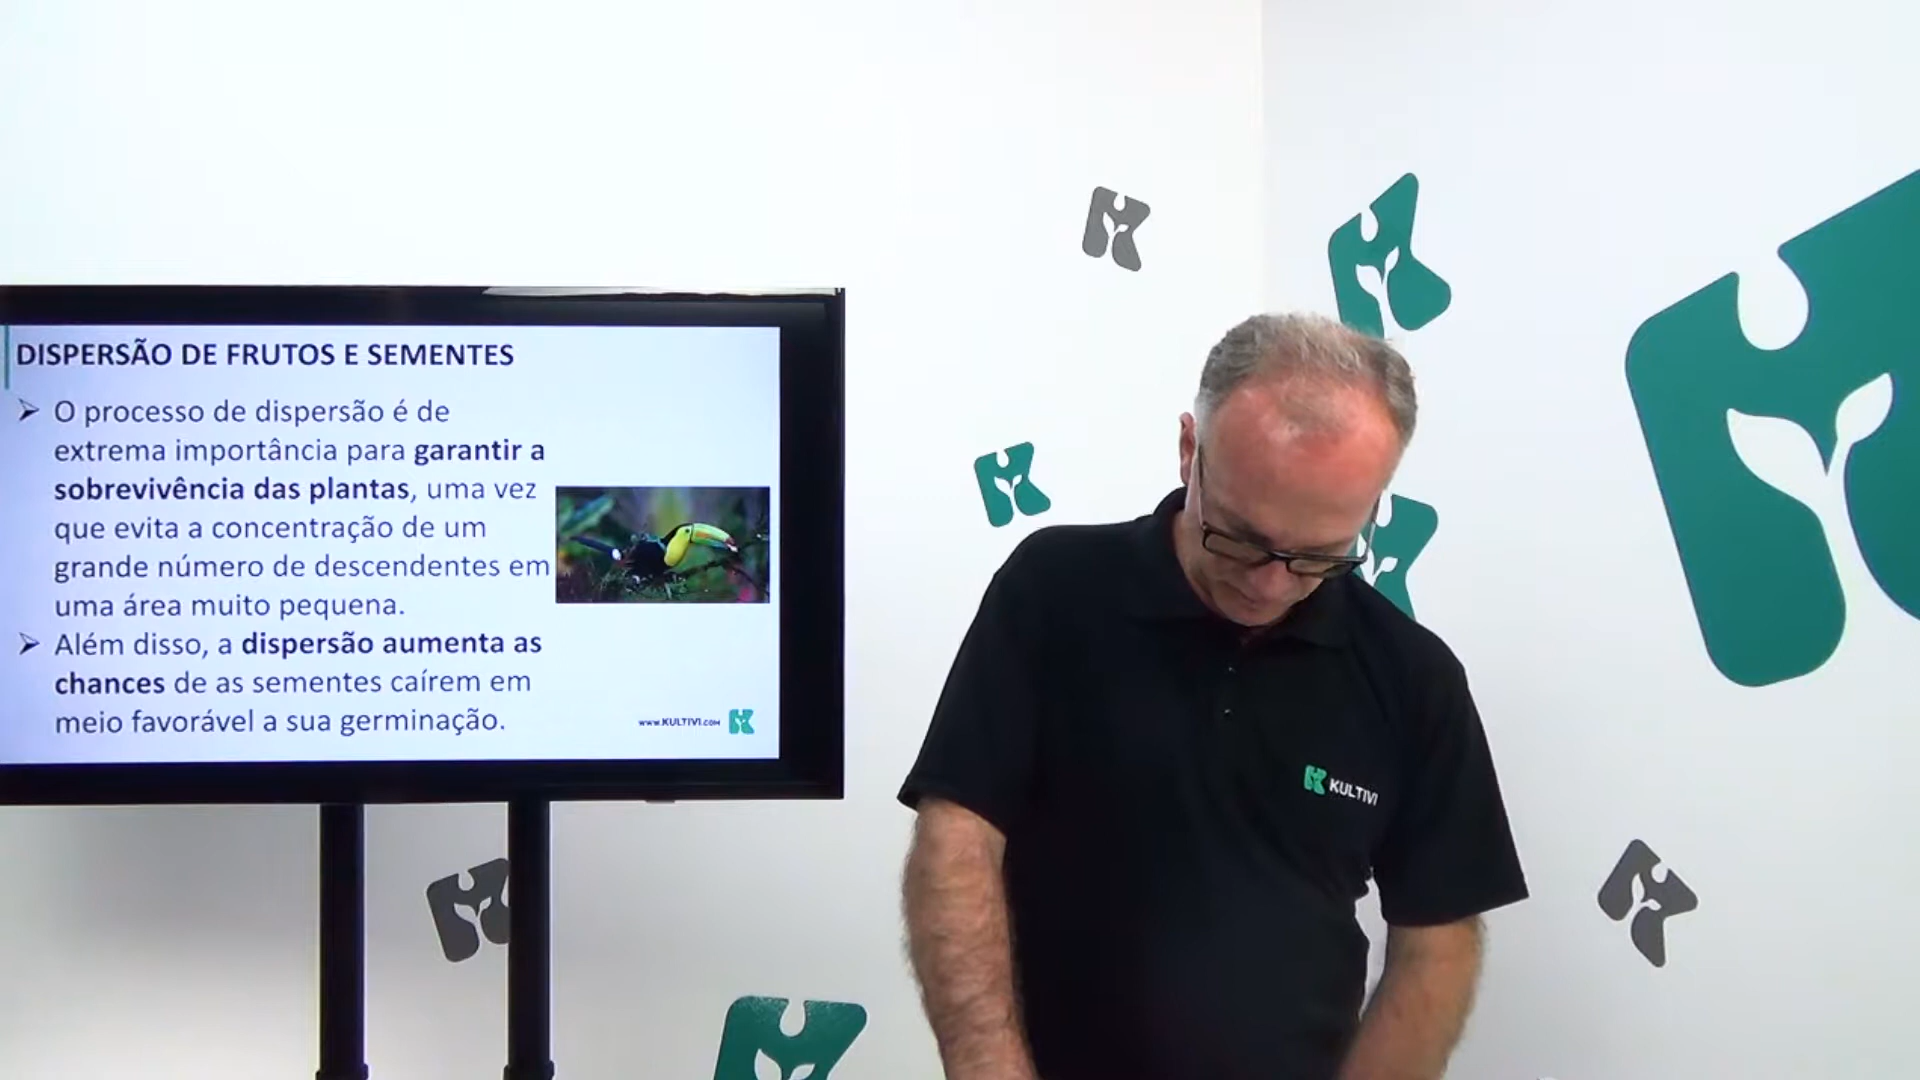 DISPERSÃO DE FRUTOS E SEMENTES
➢ O processo de dispersão é de
extrema importância para garantir a
sobrevivência das plantas, uma vez
que evita a concentração de um
grande número de descendentes em
uma área muito pequena.
➢ Além disso, a dispersão aumenta as
chances de as sementes caírem em
meio favorável a sua germinação.
www.KULTIVI.COM
KULTIVI